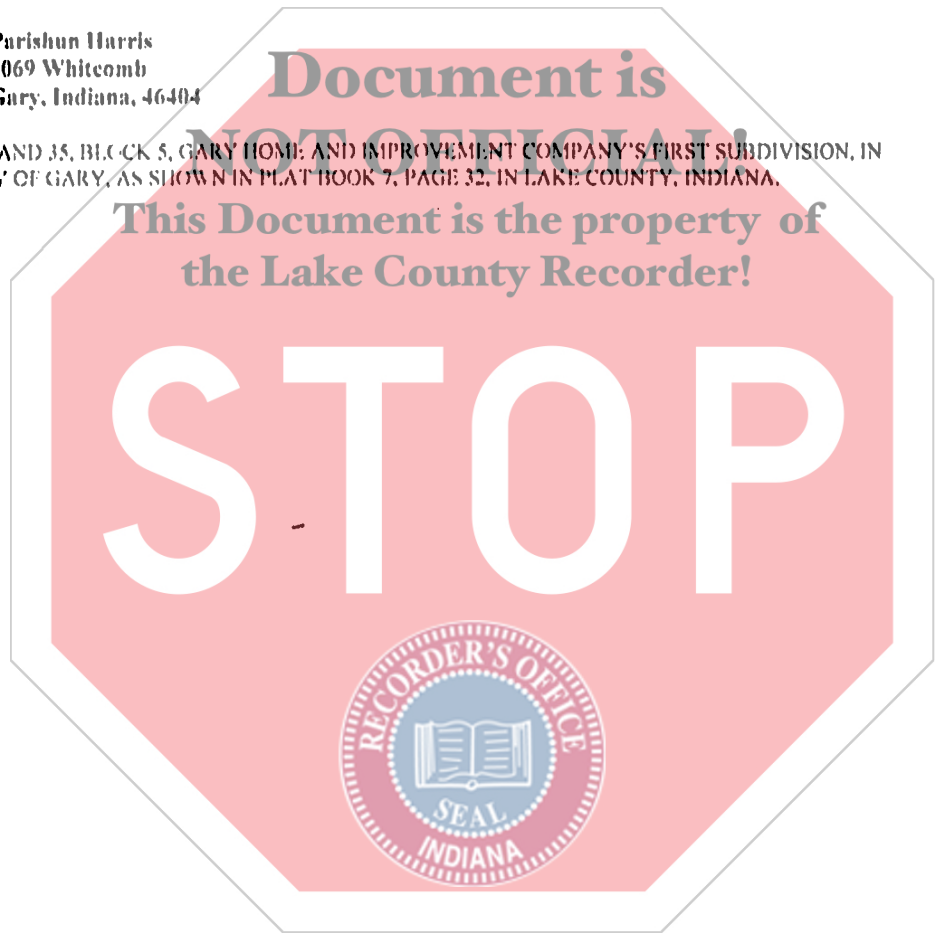 Parishun Harris
069 Whitcomb
Gary, Indiana, 46404
Document is
NOT OFFICIAL!
AND 35, BLOCK 5, GARY HOME AND IMPROVEMENT COMPANY'S FIRST SUBDIVISION, IN
OF GARY, AS SHOWN IN PLAT BOOK 7, PAGE 32, IN LAKE COUNTY, INDIANA.
This Document is the property of
the Lake County Recorder!
STOP
RECORDER'S OFFICE
SEAL
INDIANA